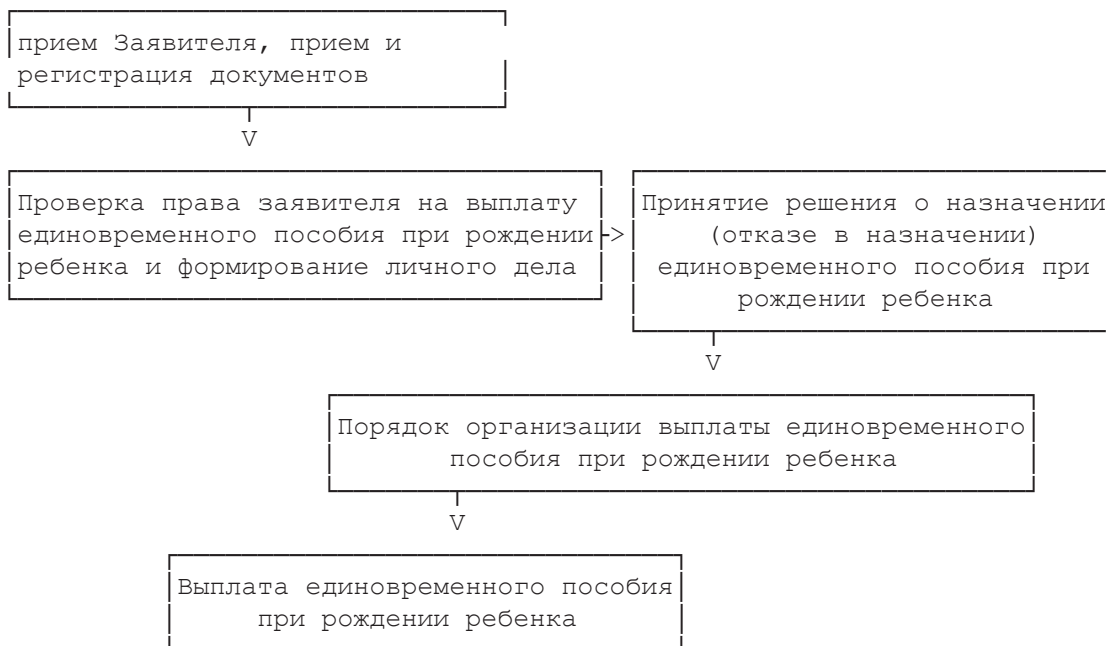 прием Заявителя, прием и
регистрация документов
V
Проверка права заявителя на выплату
единовременного пособия при рождении
ребенка и формирование личного дела
>
Принятие решения о назначении
(отказе в назначении)
единовременного пособия при
рождении ребенка
V
Порядок организации выплаты единовременного
пособия при рождении ребенка
V
Выплата единовременного пособия
при рождении ребенка